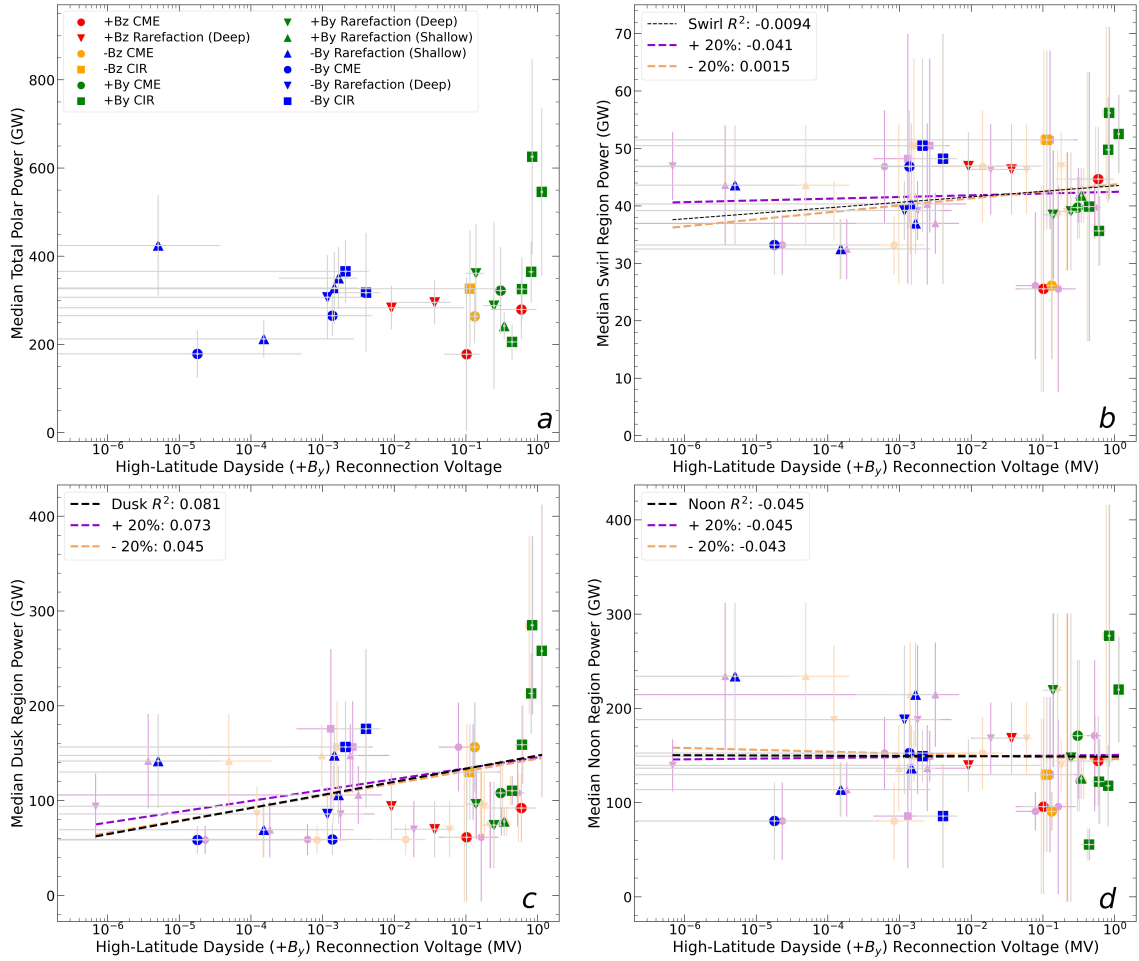 +Bz CME
+Bz Rarefaction (Deep)
-Bz CME
-Bz CIR
+By CME
+By CIR
+By Rarefaction (Deep)
+By Rarefaction (Shallow)
-By Rarefaction (Shallow)
-By CME
-By Rarefaction (Deep)
-By CIR
Median Total Polar Power (GW)
800
600
400
200
0
a
10⁻⁶ 10⁻⁵ 10⁻⁴ 10⁻³ 10⁻² 10⁻¹ 10⁰
High-Latitude Dayside (+B_y) Reconnection Voltage
Swirl R²: -0.0094
+ 20%: -0.041
- 20%: 0.0015
Median Swirl Region Power (GW)
70
60
50
40
30
20
10
0
b
10⁻⁶ 10⁻⁵ 10⁻⁴ 10⁻³ 10⁻² 10⁻¹ 10⁰
High-Latitude Dayside (+B_y) Reconnection Voltage (MV)
Dusk R²: 0.081
+ 20%: 0.073
- 20%: 0.045
Median Dusk Region Power (GW)
400
300
200
100
0
c
10⁻⁶ 10⁻⁵ 10⁻⁴ 10⁻³ 10⁻² 10⁻¹ 10⁰
High-Latitude Dayside (+B_y) Reconnection Voltage (MV)
Noon R²: -0.045
+ 20%: -0.045
- 20%: -0.043
Median Noon Region Power (GW)
400
300
200
100
0
d
10⁻⁶ 10⁻⁵ 10⁻⁴ 10⁻³ 10⁻² 10⁻¹ 10⁰
High-Latitude Dayside (+B_y) Reconnection Voltage (MV)